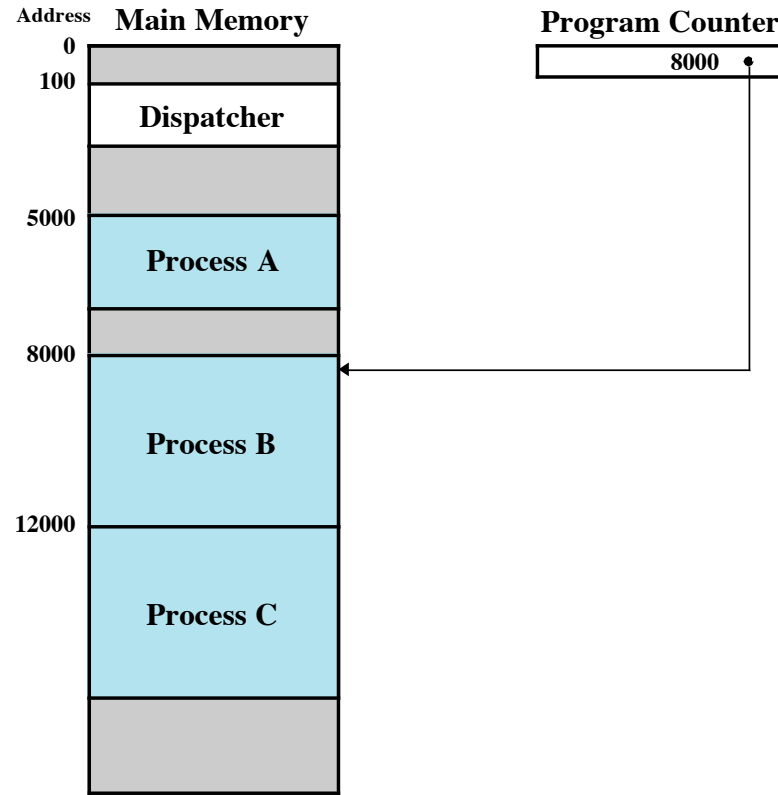 Address
Main Memory
Program Counter
0
8000
100
Dispatcher
5000
Process A
8000
Process B
12000
Process C